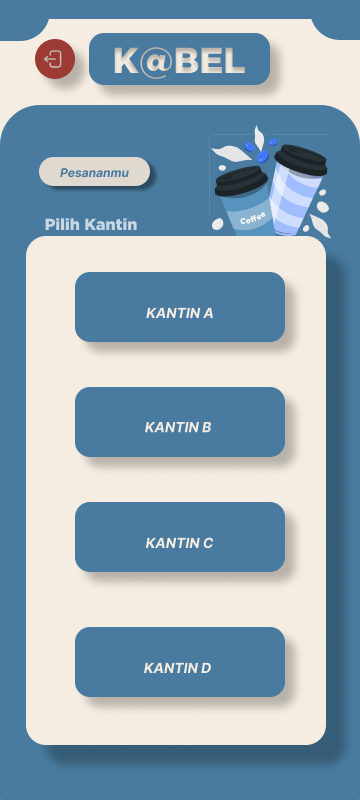 K@BEL
Pesananmu
Coffee
Pilih Kantin
KANTIN A
KANTIN B
KANTIN C
KANTIN D